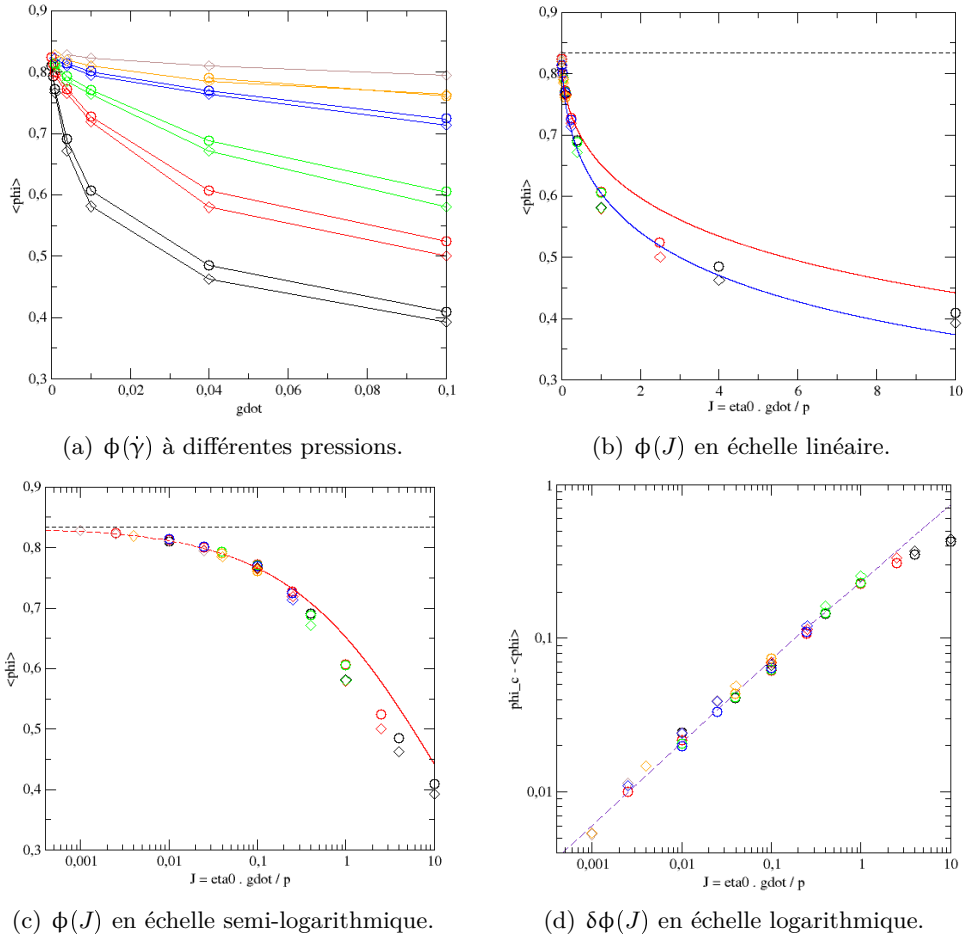 0,9
0,8
0,7
0,6
0,5
0,4
0,3
<phi>
0 0,02 0,04 0,06 0,08 0,1
gdot
(a) ϕ(γ̇) à différentes pressions.
0,9
0,8
0,7
0,6
0,5
0,4
0,3
<phi>
0 2 4 6 8 10
J = eta0 . gdot / p
(b) ϕ(J) en échelle linéaire.
0,9
0,8
0,7
0,6
0,5
0,4
0,3
<phi>
0,001 0,01 0,1 1 10
J = eta0 . gdot / p
(c) ϕ(J) en échelle semi-logarithmique.
1
0,1
0,01
phi_c - <phi>
0,001 0,01 0,1 1 10
J = eta0 . gdot / p
(d) δϕ(J) en échelle logarithmique.